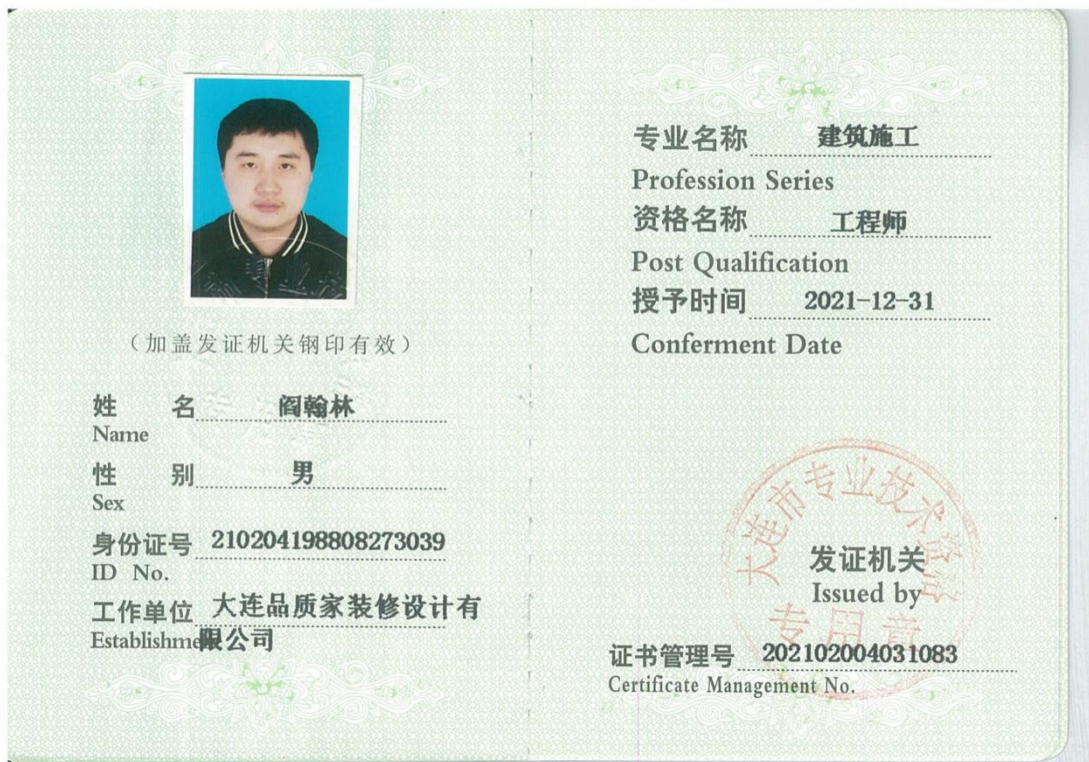 （加盖发证机关钢印有效）
姓 名 阎翰林
Name
性 别 男
Sex
身份证号 210204198808273039
ID No.
工作单位 大连品质家装修设计有
Establishme限公司
专业名称 建筑施工
Profession Series
资格名称 工程师
Post Qualification
授予时间 2021-12-31
Conferment Date
大连市专业技术资格
专用章
发证机关
Issued by
证书管理号 202102004031083
Certificate Management No.